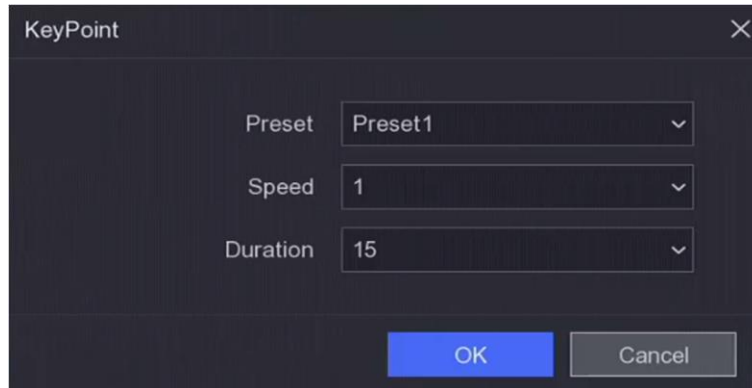 KeyPoint
Preset Preset1
Speed 1
Duration 15
OK Cancel